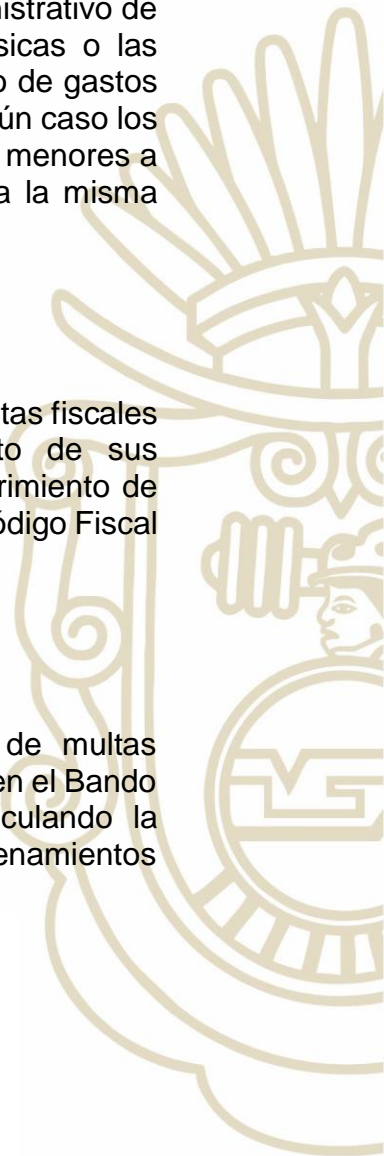 nistrativo de
sicas o las
o de gastos
ún caso los
menores a
a la misma
tas fiscales
to de sus
rimiento de
ódigo Fiscal
de multas
en el Bando
culando la
enamientos